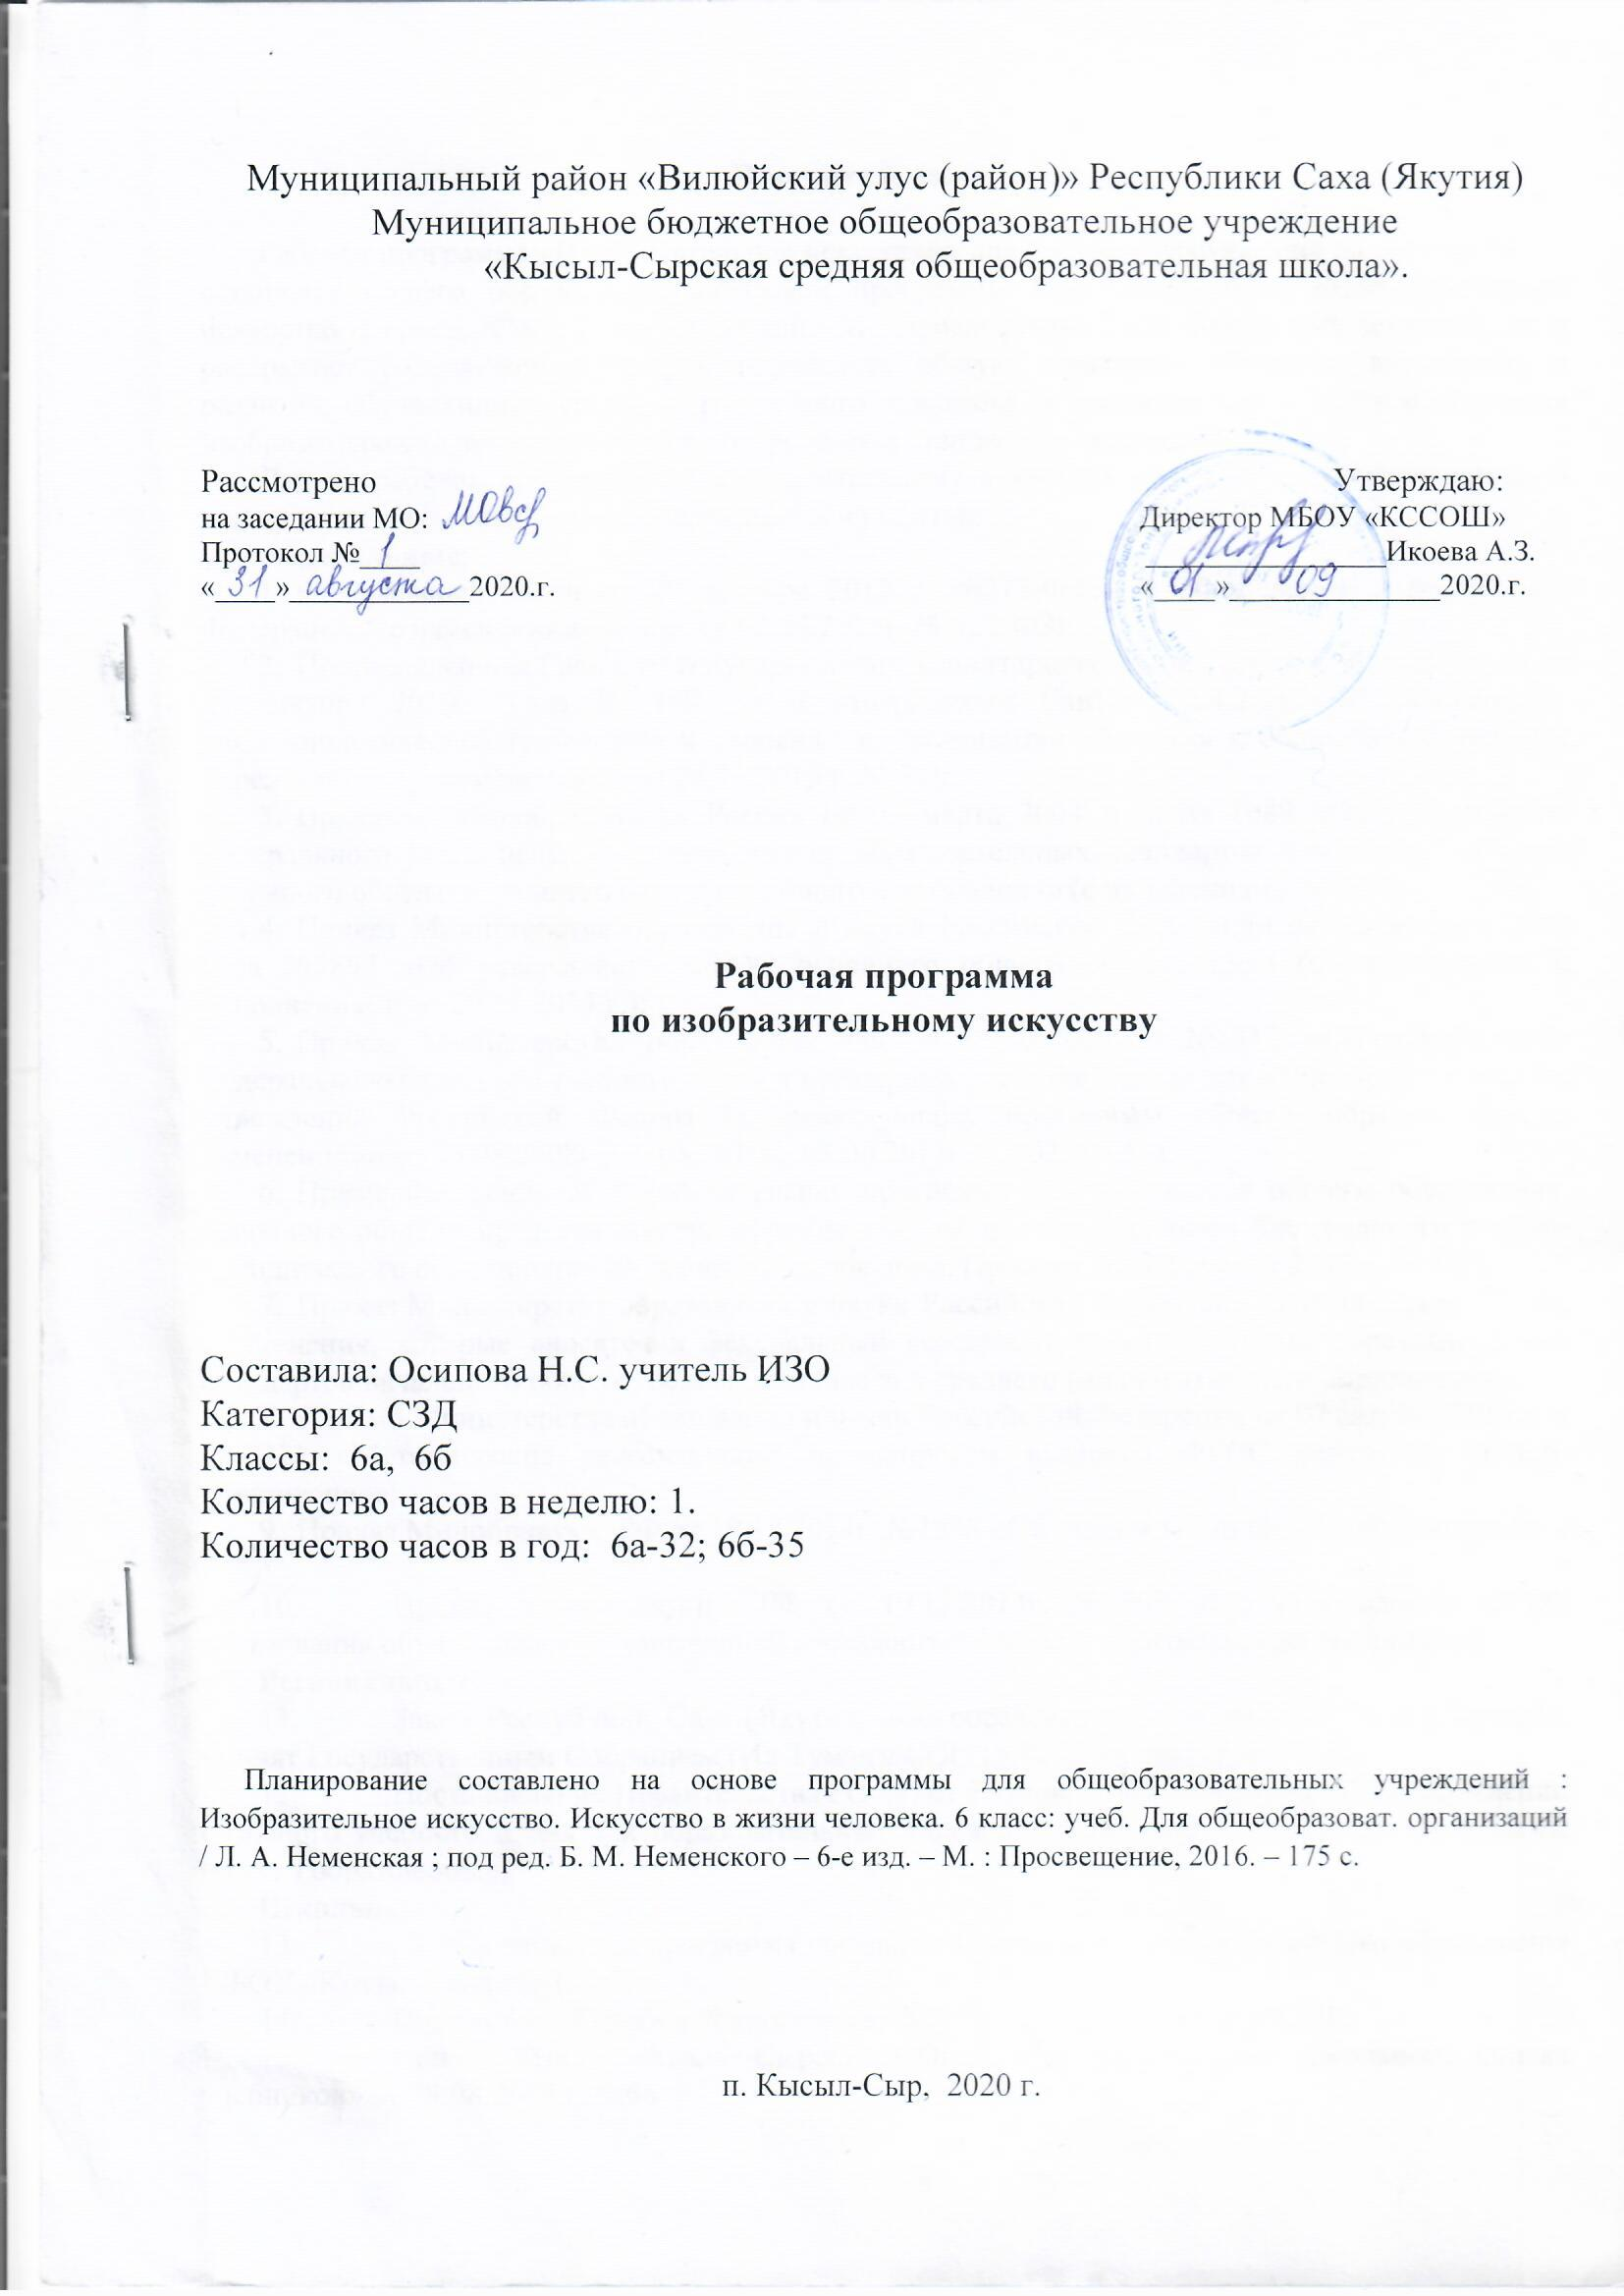 Муниципальный район «Вилюйский улус (район)» Республики Саха (Якутия)
Муниципальное бюджетное общеобразовательное учреждение
«Кысыл-Сырская средняя общеобразовательная школа».
Рассмотрено
на заседании МО:
Протокол № 1
« 31 » августа 2020.г.
Утверждаю:
Директор МБОУ «КССОШ»
Икоева А.З.
« 01 » 09 2020.г.
Рабочая программа
по изобразительному искусству
Составила: Осипова Н.С. учитель ИЗО
Категория: СЗД
Классы: 6а, 6б
Количество часов в неделю: 1.
Количество часов в год: 6а-32; 6б-35
Планирование составлено на основе программы для общеобразовательных учреждений :
Изобразительное искусство. Искусство в жизни человека. 6 класс: учеб. Для общеобразоват. организаций
/ Л. А. Неменская ; под ред. Б. М. Неменского – 6-е изд. – М. : Просвещение, 2016. – 175 с.
п. Кысыл-Сыр, 2020 г.